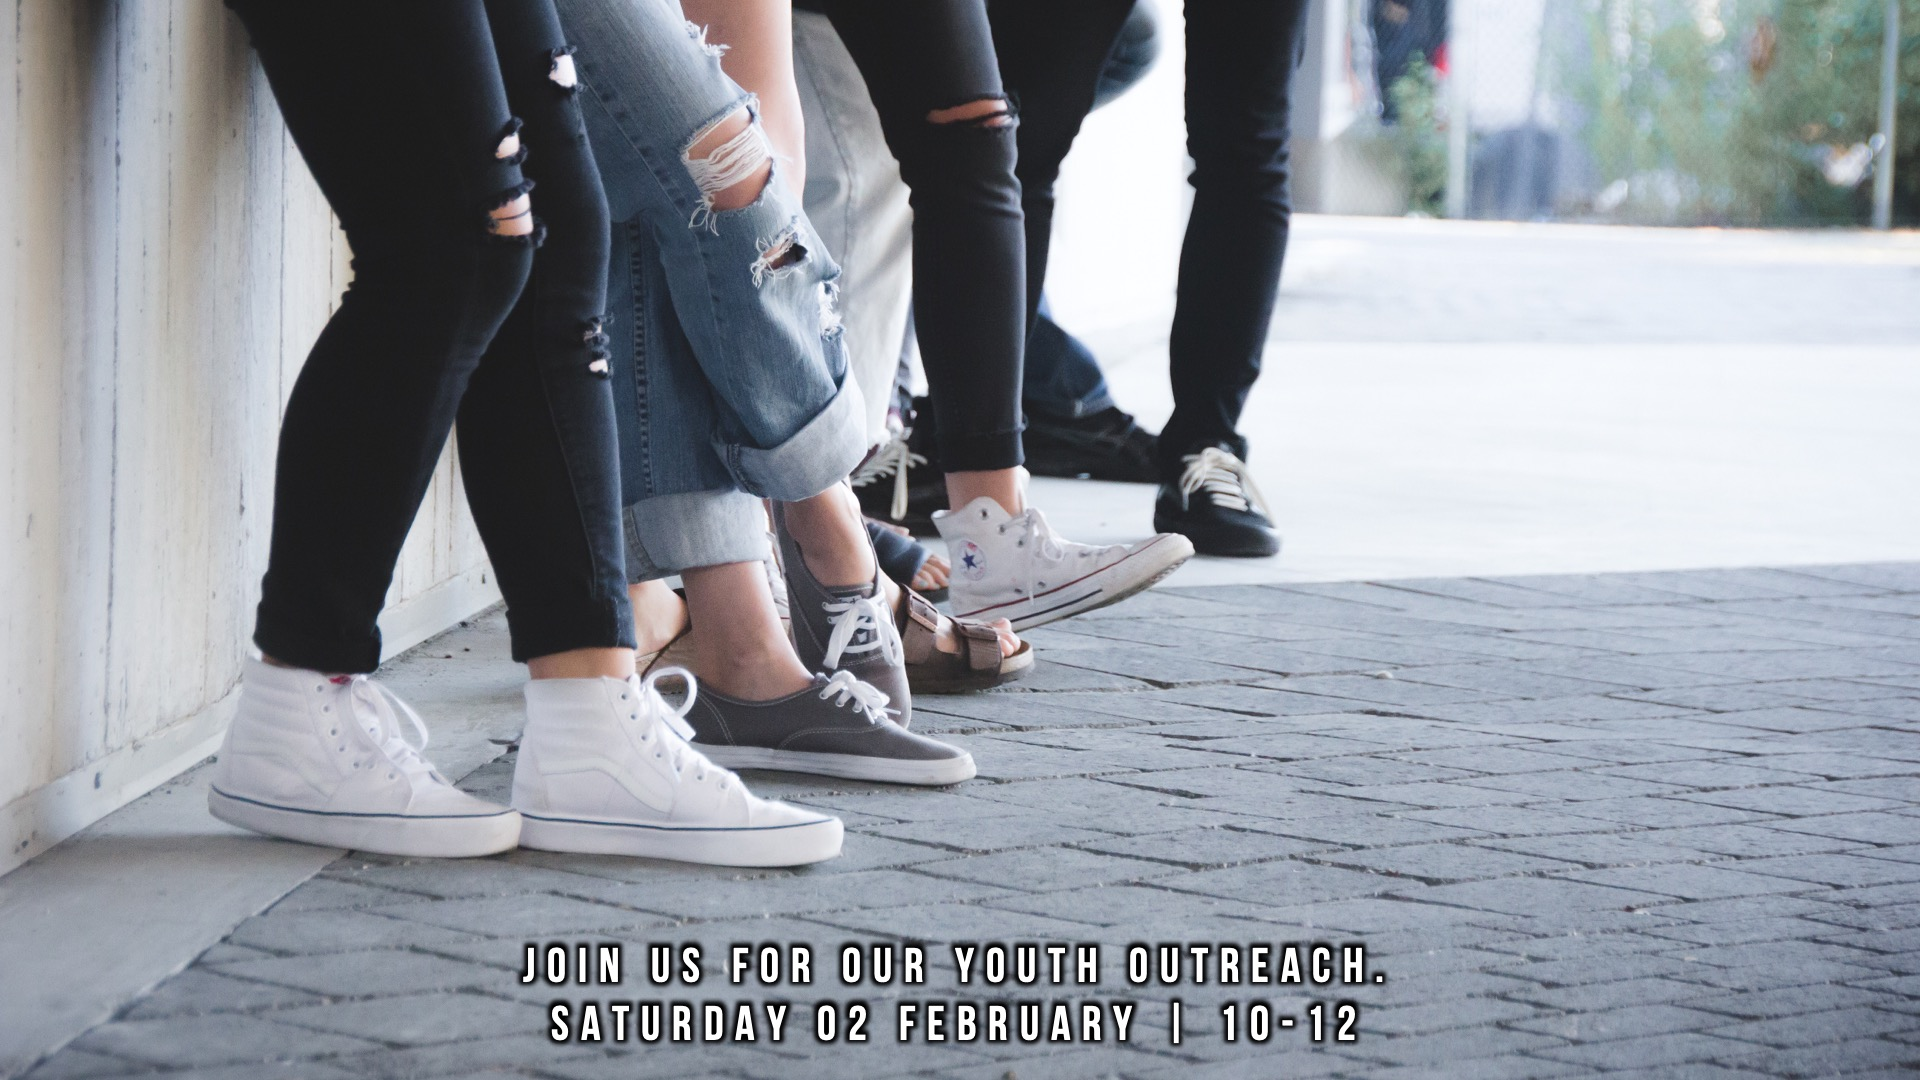 JOIN US FOR OUR YOUTH OUTREACH.
SATURDAY 02 FEBRUARY | 10-12